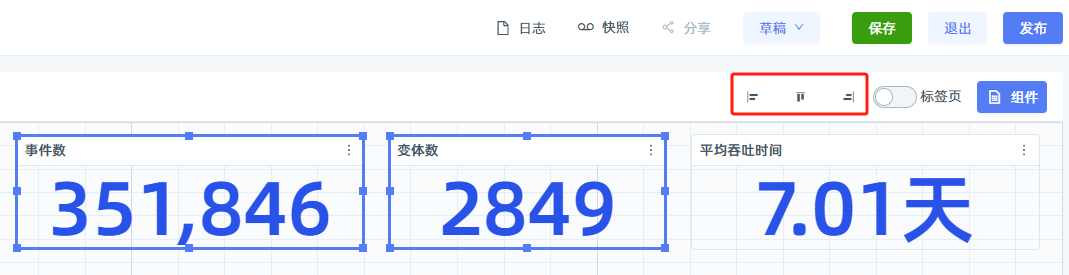 日志 快照 分享 草稿 保存 退出 发布
标签页 组件
事件数 变体数 平均吞吐时间
351,846 2849 7.01天